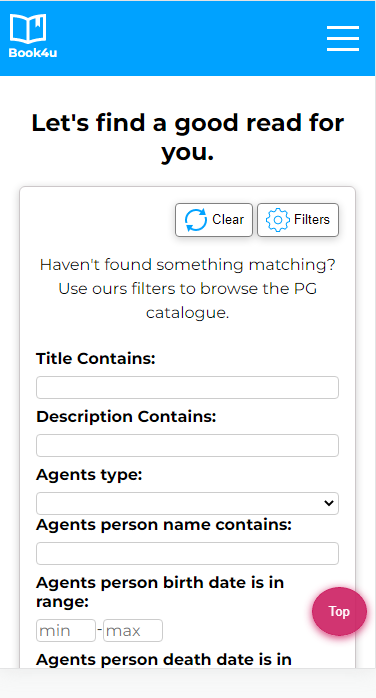 Book4u
Let's find a good read for
you.
Clear
Filters
Haven't found something matching?
Use ours filters to browse the PG
catalogue.
Title Contains:
Description Contains:
Agents type:
Agents person name contains:
Agents person birth date is in
range:
min - max
Top
Agents person death date is in